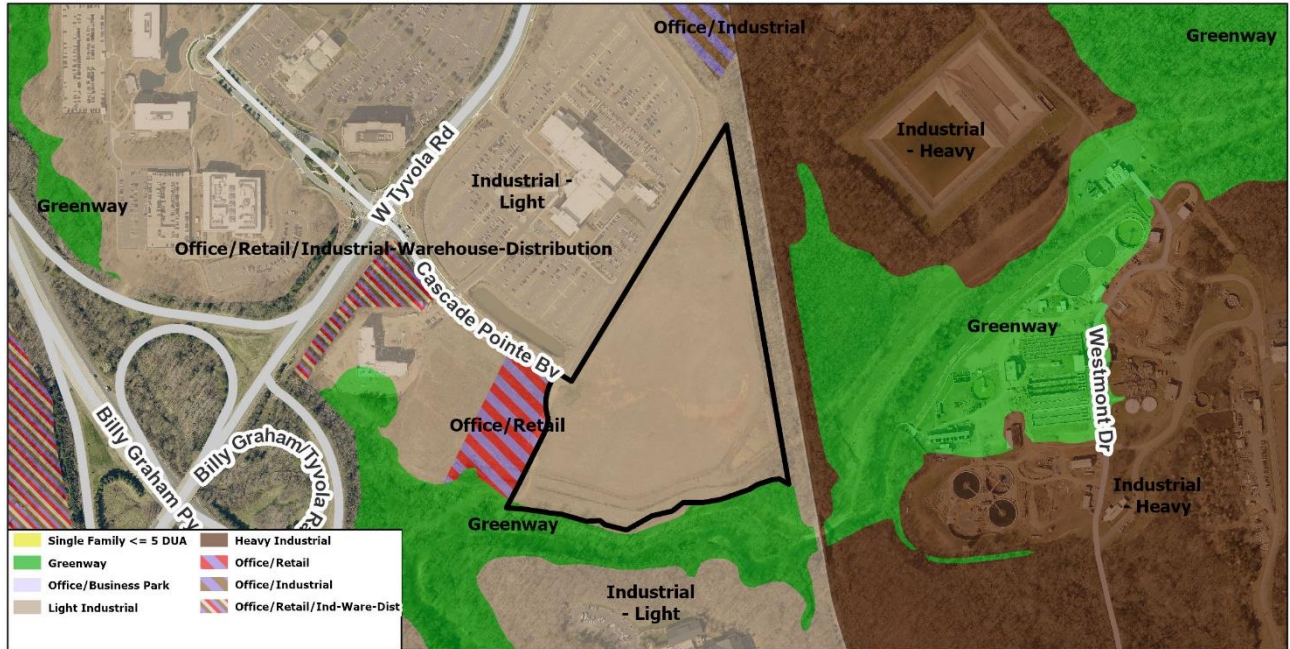 Office/Industrial
Greenway
Industrial
- Heavy
W Tyvola Rd
Industrial -
Light
Greenway
Office/Retail/Industrial-Warehouse-Distribution
Cascade Pointe Bv
Greenway
Westmont Dr
Office/Retail
Billy Graham Py
Billy Graham/Tyvola Ra
Industrial
- Heavy
Greenway
Industrial
- Light
Single Family <= 5 DUA
Greenway
Office/Business Park
Light Industrial
Heavy Industrial
Office/Retail
Office/Industrial
Office/Retail/Ind-Ware-Dist